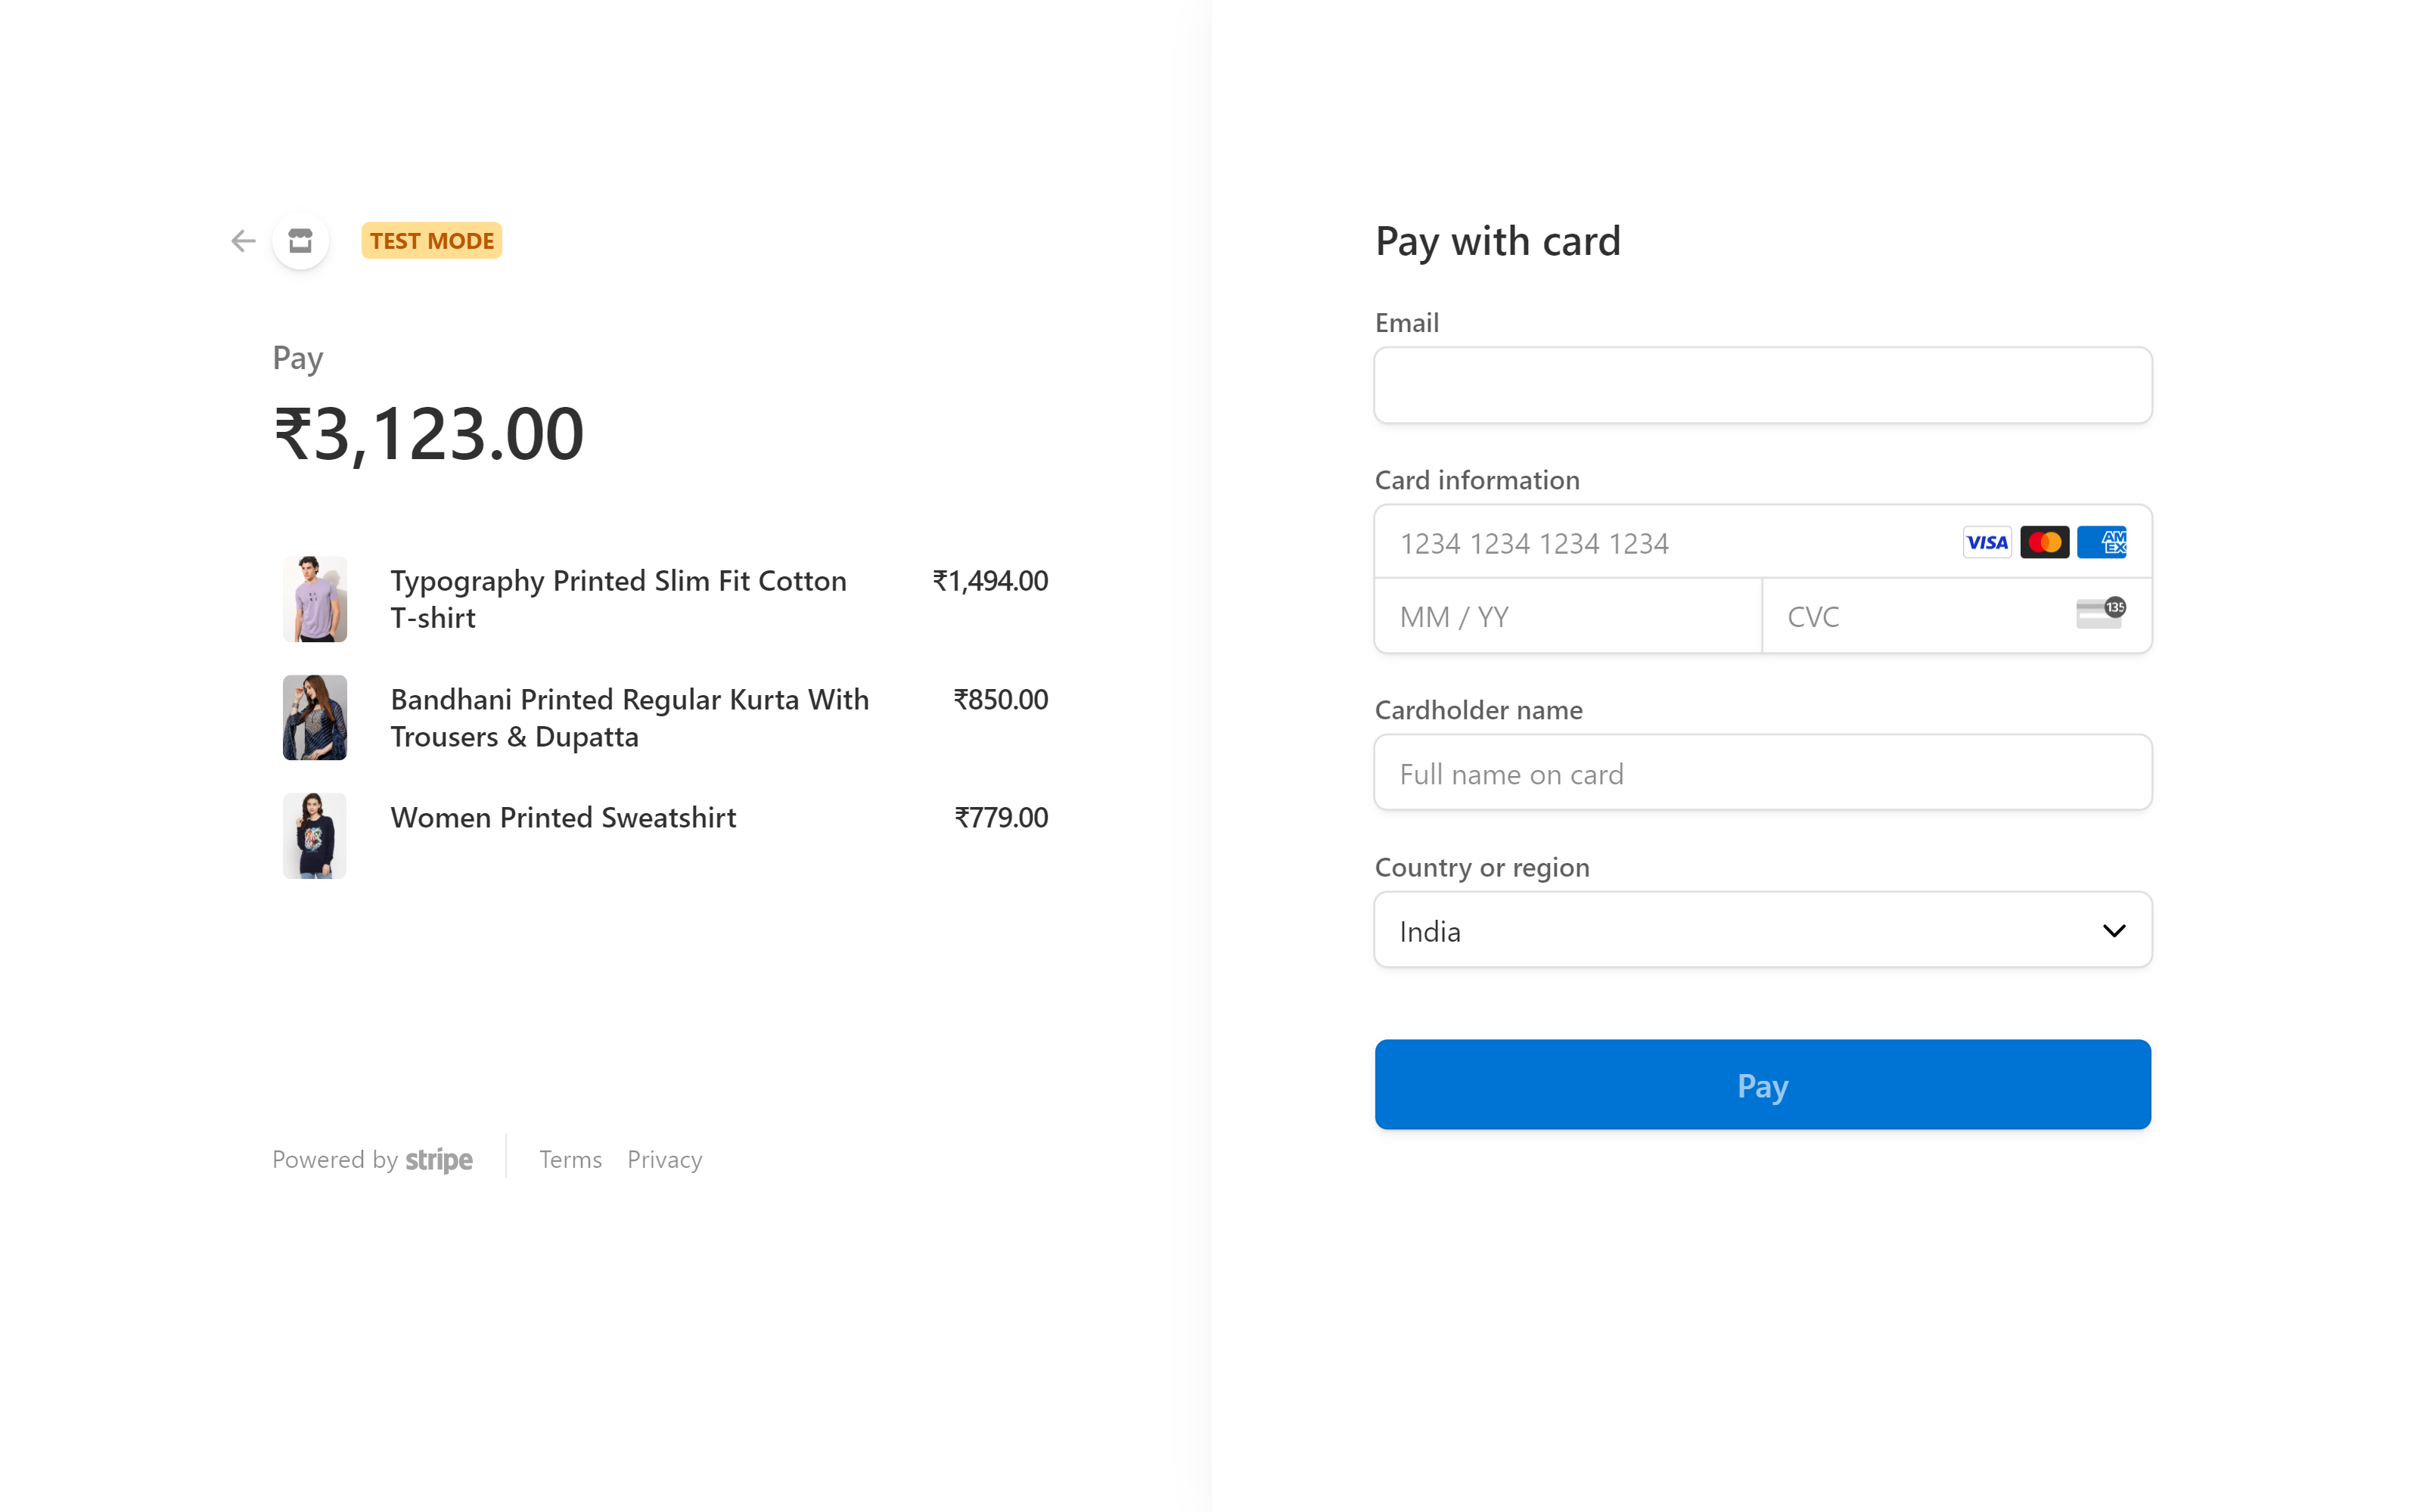 TEST MODE
Pay
₹3,123.00
Typography Printed Slim Fit Cotton
T-shirt
₹1,494.00
Bandhani Printed Regular Kurta With
Trousers & Dupatta
₹850.00
Women Printed Sweatshirt
₹779.00
Powered by stripe
Terms
Privacy
Pay with card
Email
Card information
1234 1234 1234 1234
VISA
AM
EX
MM / YY
CVC
135
Cardholder name
Full name on card
Country or region
India
Pay